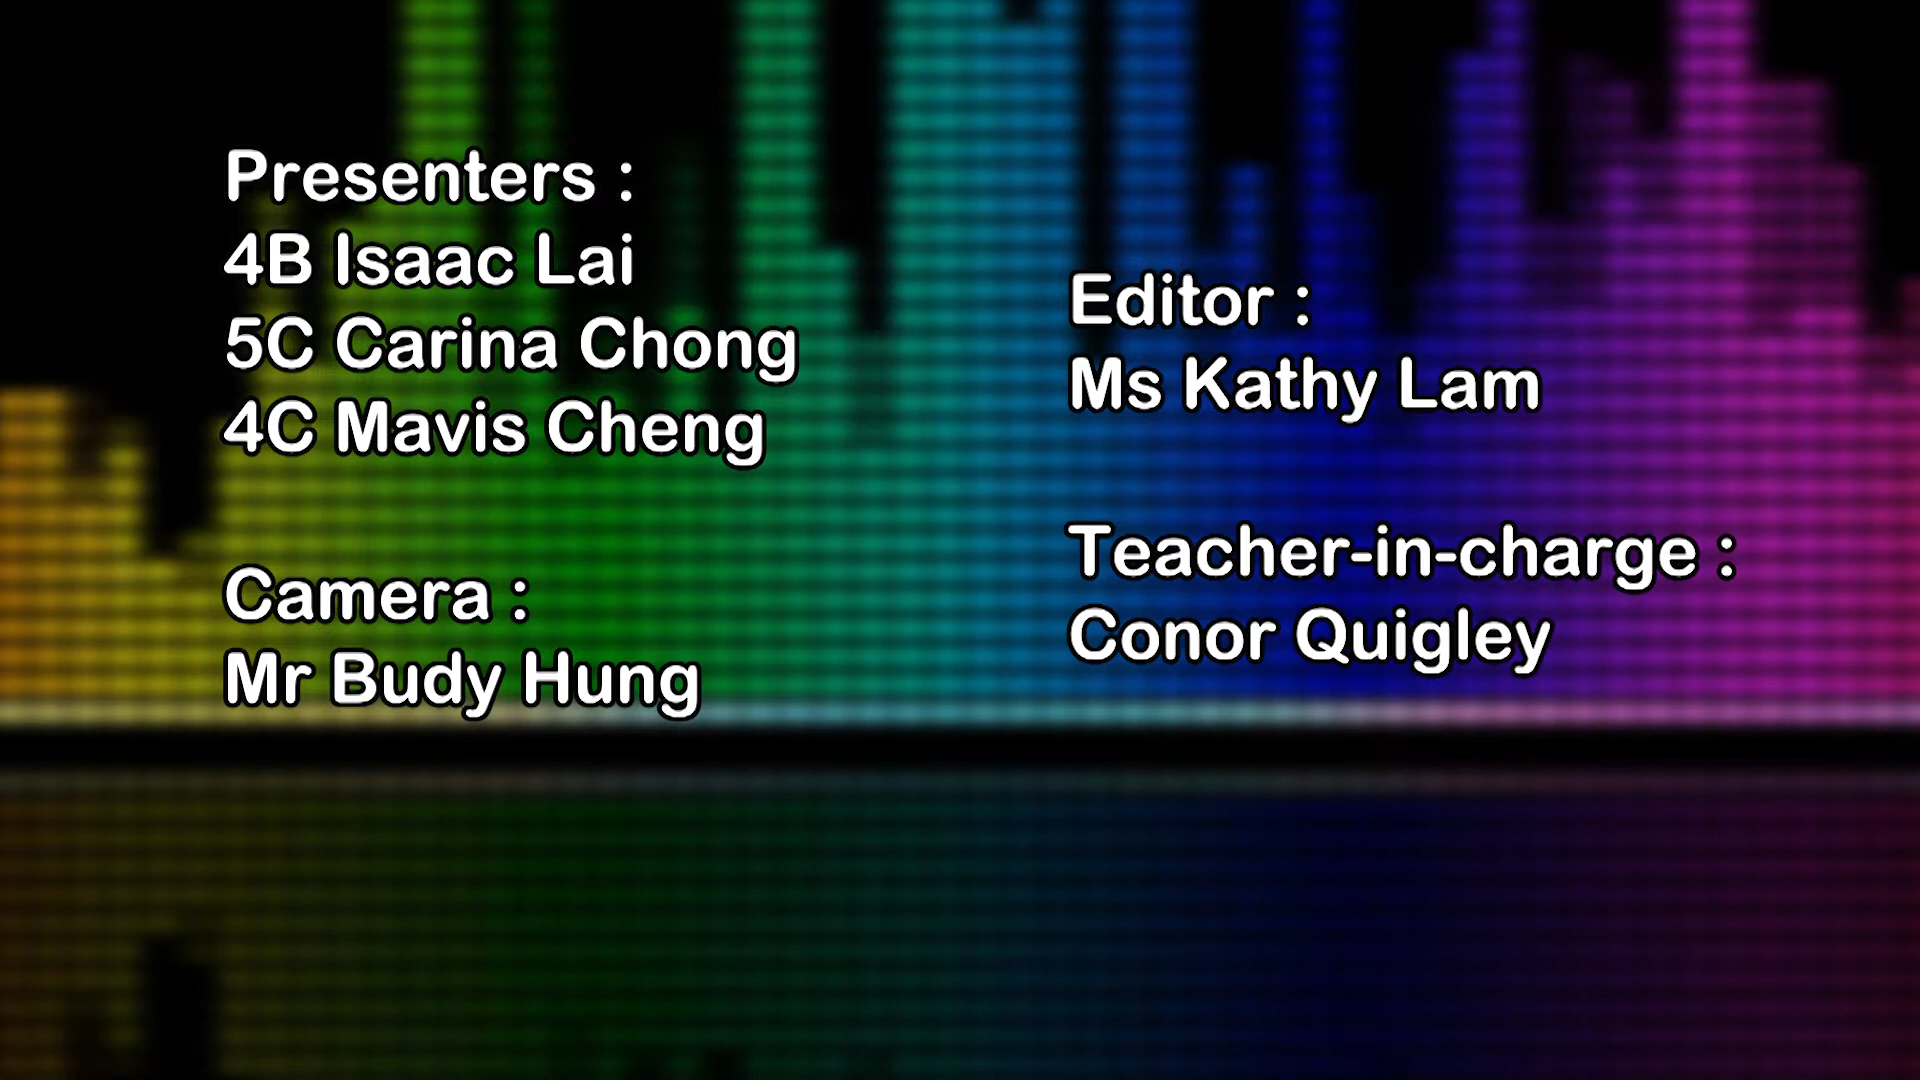 Presenters :
4B Isaac Lai
5C Carina Chong
4C Mavis Cheng
Camera :
Mr Budy Hung
Editor :
Ms Kathy Lam
Teacher-in-charge :
Conor Quigley